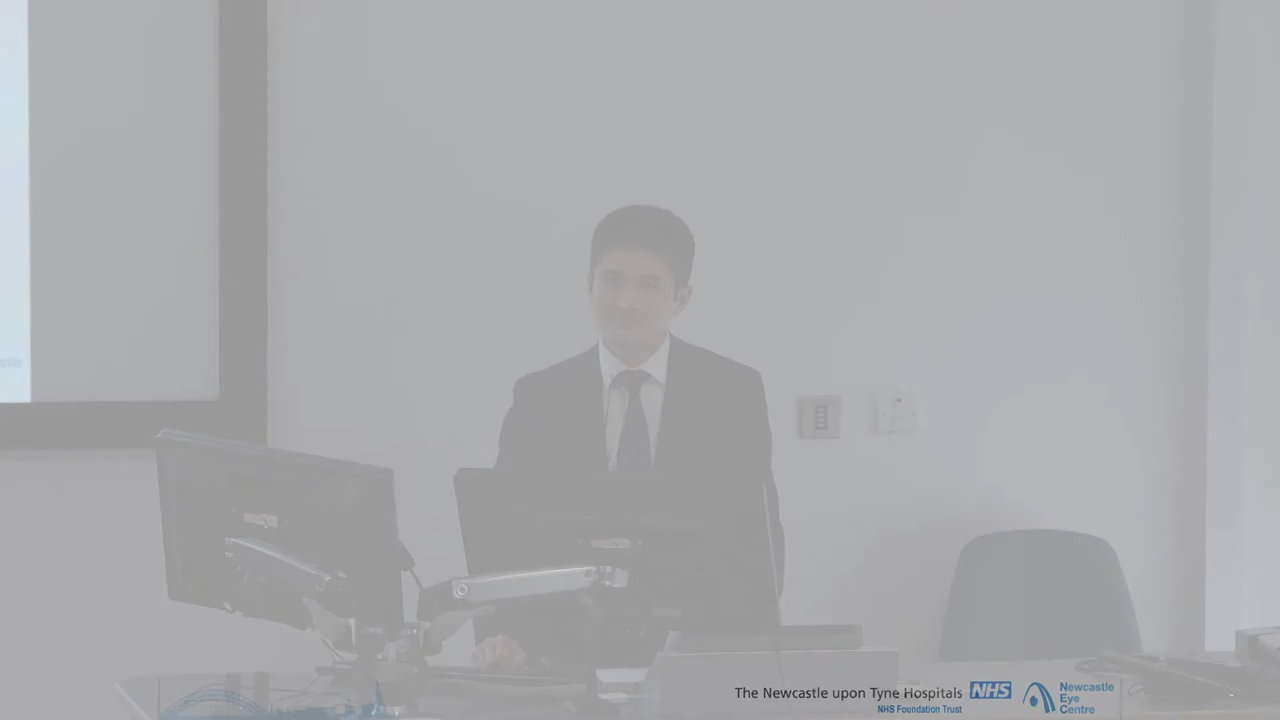 The Newcastle upon Tyne Hospitals NHS
NHS Foundation Trust
Newcastle
Eye
Centre